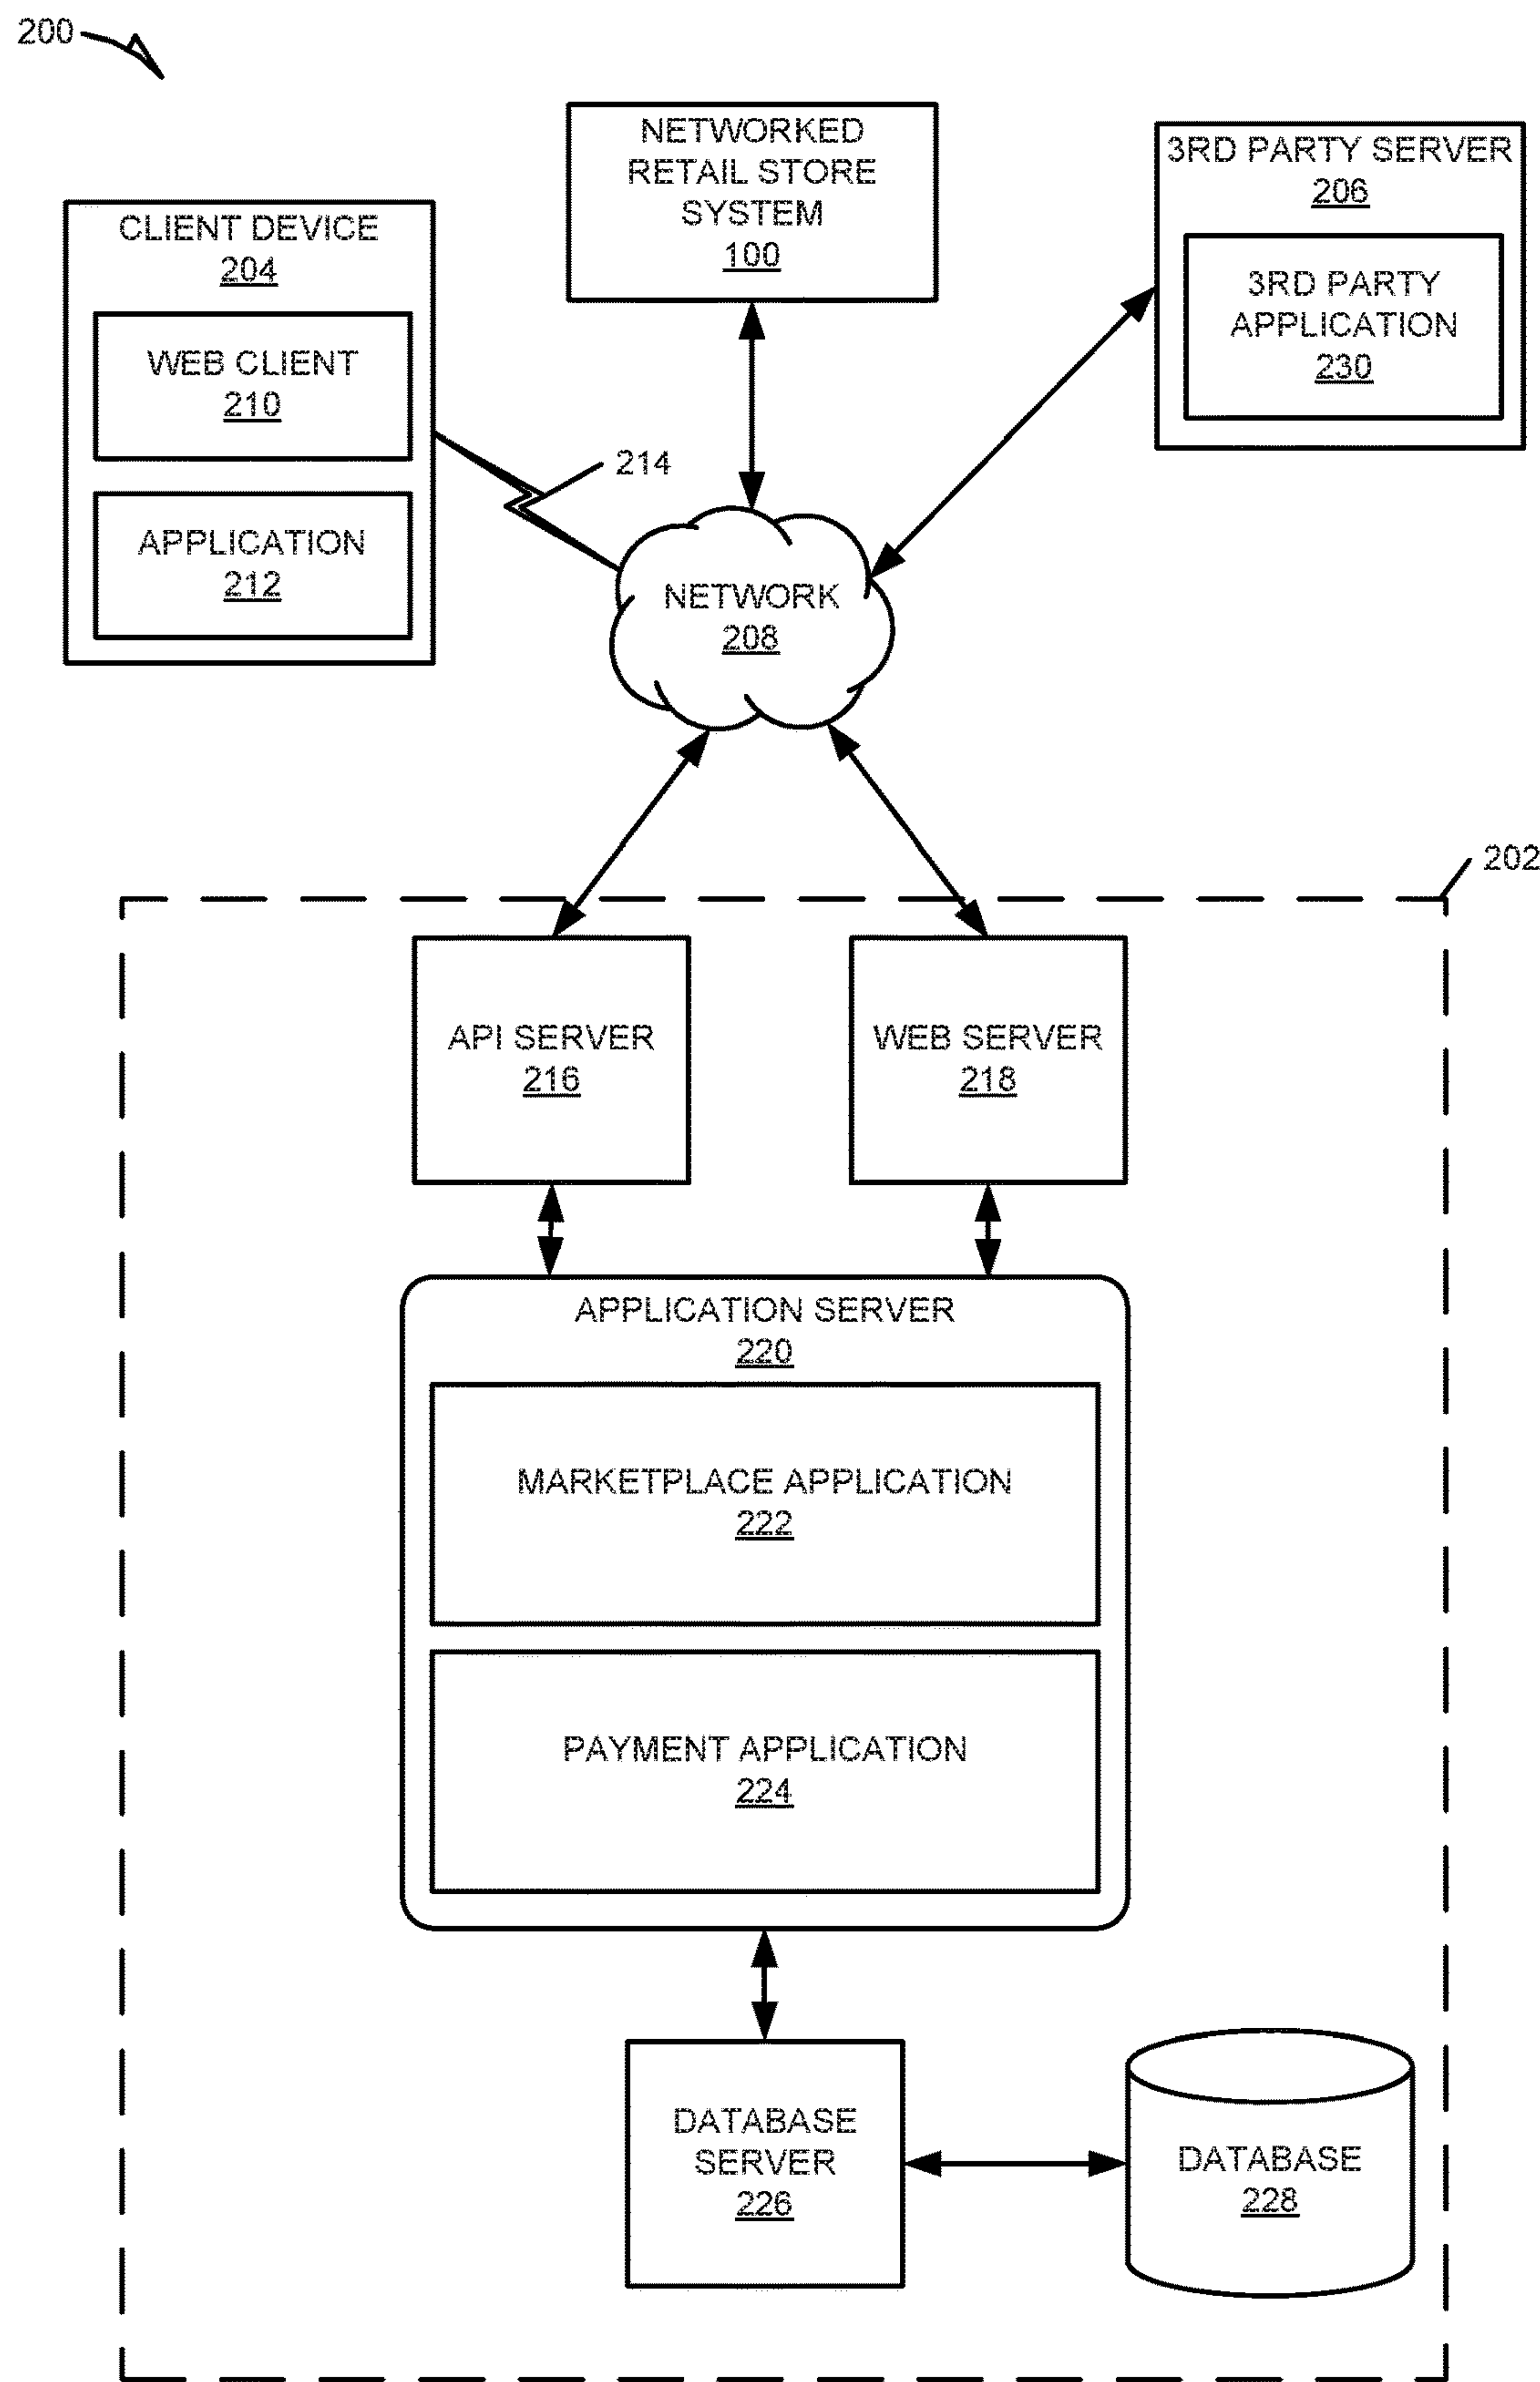 200
NETWORKED
RETAIL STORE
SYSTEM
100
3RD PARTY SERVER
206
3RD PARTY
APPLICATION
230
CLIENT DEVICE
204
WEB CLIENT
210
APPLICATION
212
214
NETWORK
208
202
API SERVER
216
WEB SERVER
218
APPLICATION SERVER
220
MARKETPLACE APPLICATION
222
PAYMENT APPLICATION
224
DATABASE
SERVER
226
DATABASE
228